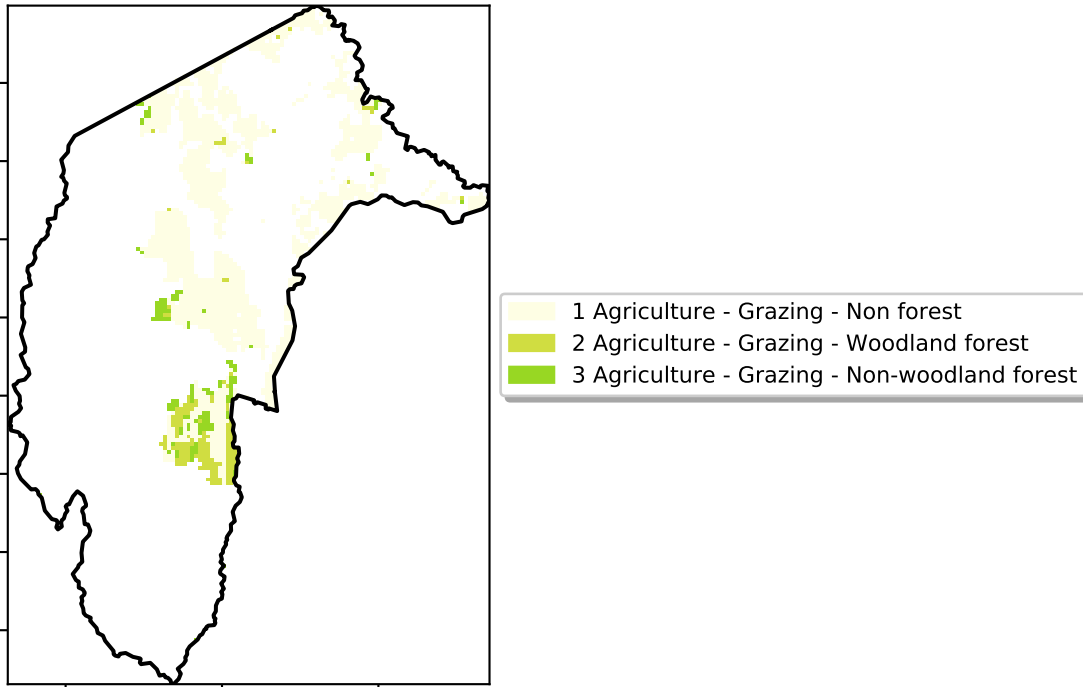 1 Agriculture - Grazing - Non forest
2 Agriculture - Grazing - Woodland forest
3 Agriculture - Grazing - Non-woodland forest